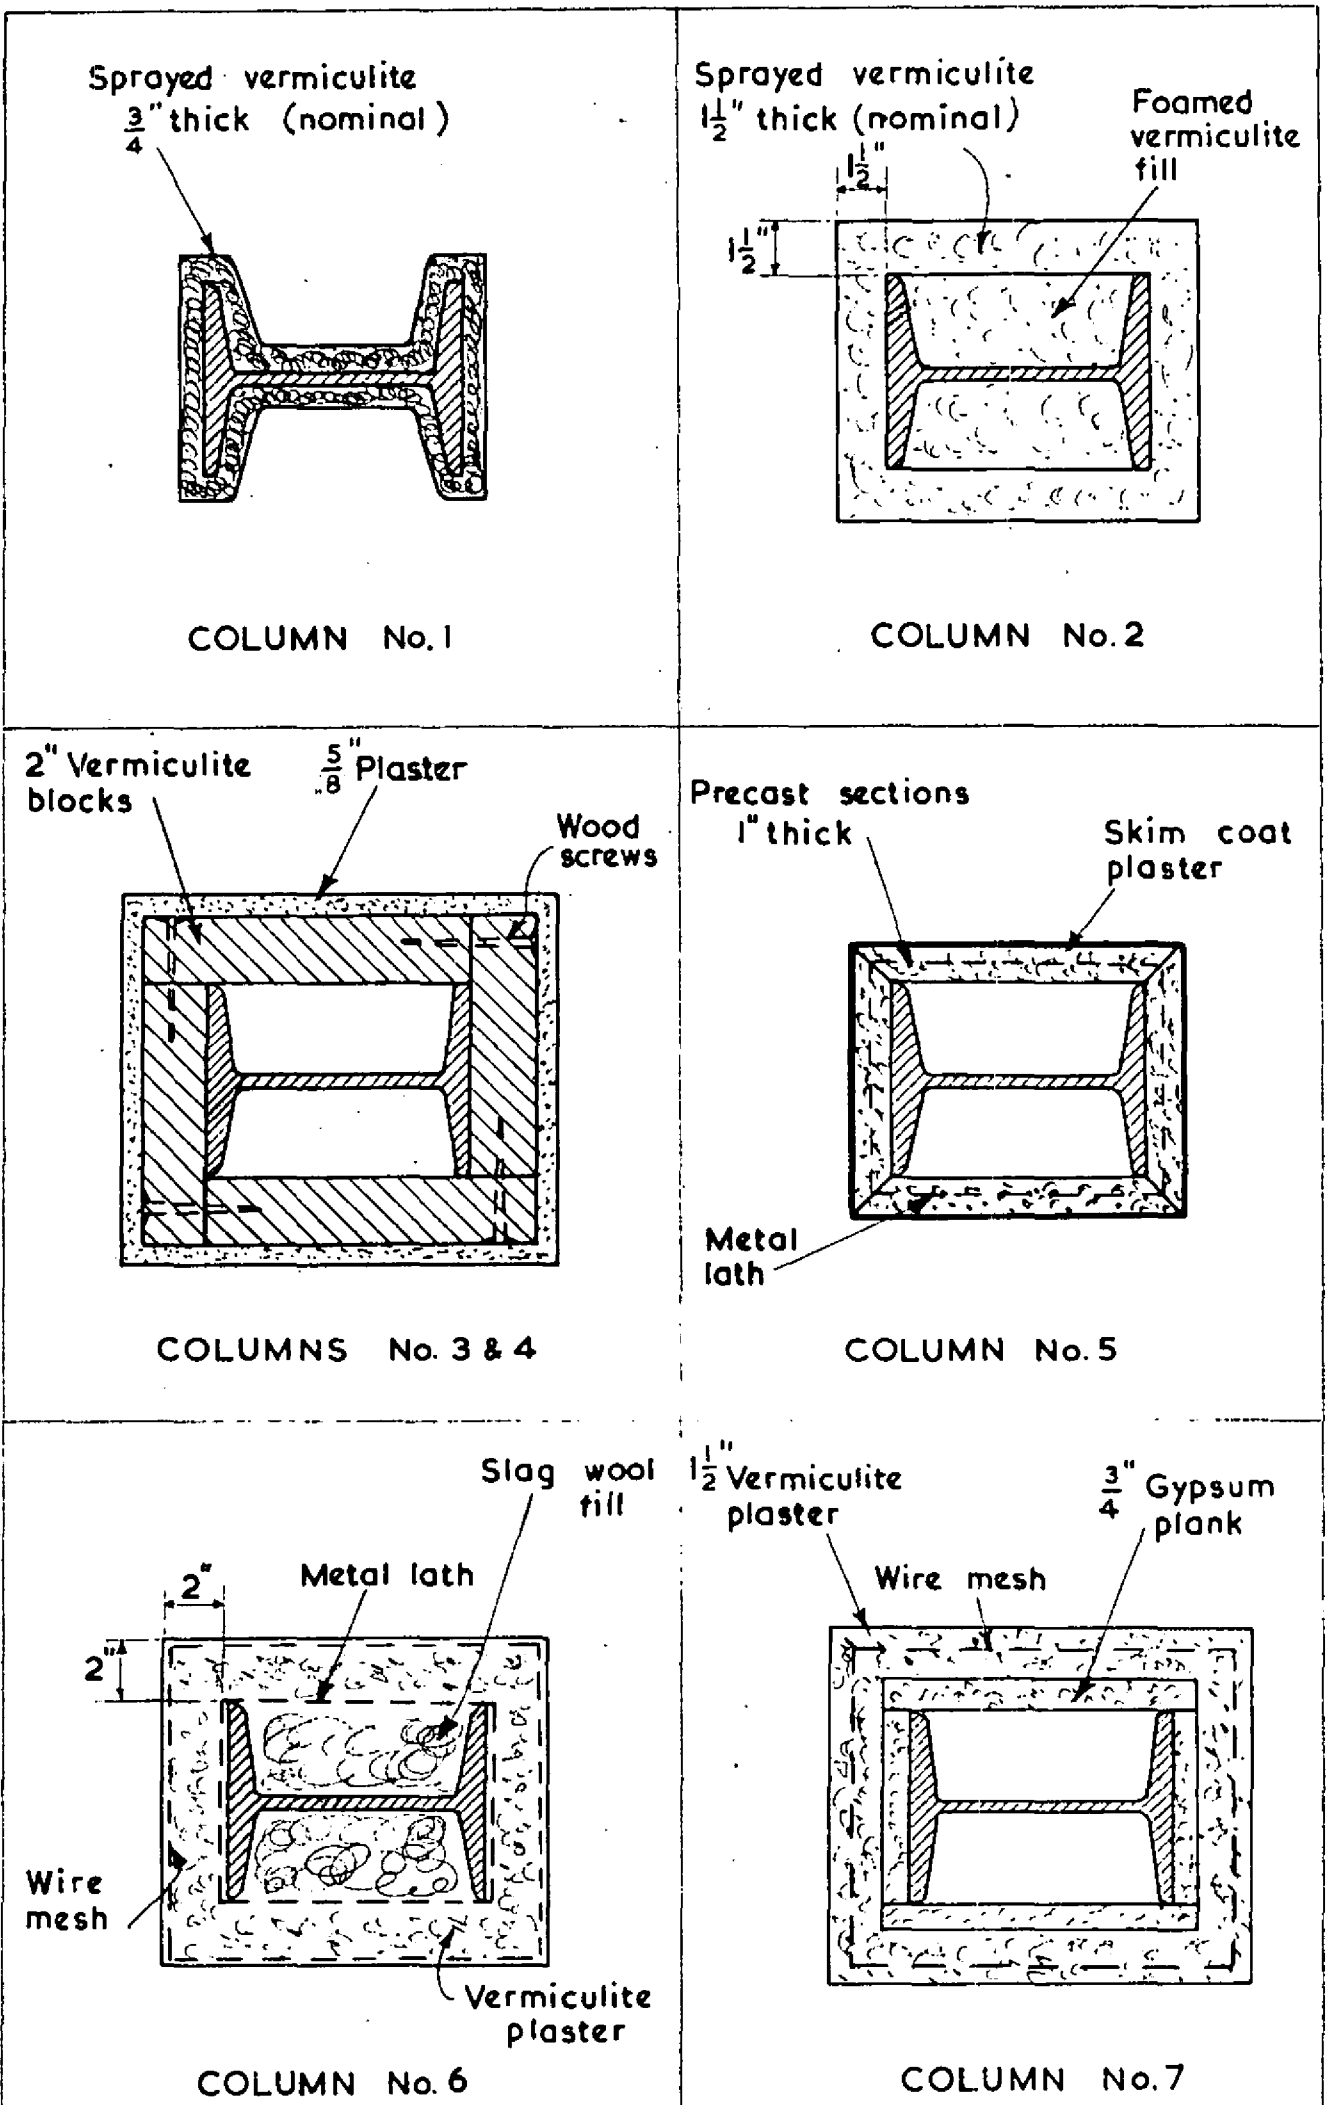 Sprayed vermiculite
3/4" thick (nominal)
COLUMN No. 1
Sprayed vermiculite
1 1/2" thick (nominal)
Foamed
vermiculite
fill
1 1/2"
1 1/2"
COLUMN No. 2
2" Vermiculite
blocks
5/8" Plaster
Wood
screws
COLUMNS No. 3 & 4
Precast sections
1" thick
Skim coat
plaster
Metal
lath
COLUMN No. 5
Slag wool
fill
Metal lath
2"
2"
Wire
mesh
Vermiculite
plaster
COLUMN No. 6
1 1/2" Vermiculite
plaster
3/4" Gypsum
plank
Wire mesh
COLUMN No. 7